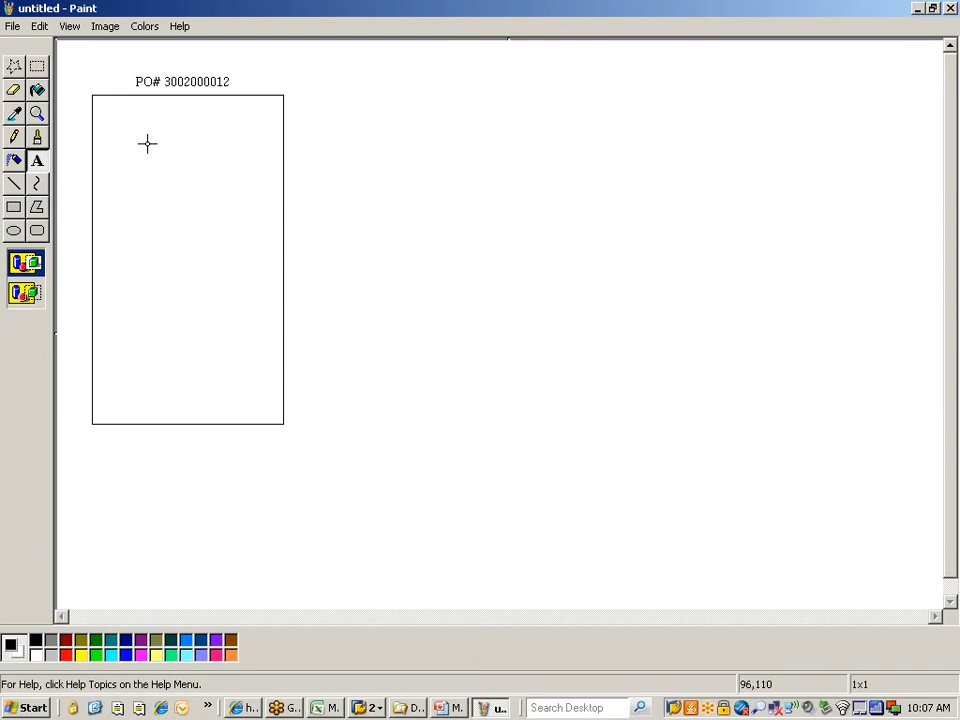 untitled - Paint
File Edit View Image Colors Help
PO# 3002000012
A
For Help, click Help Topics on the Help Menu.
96,110
1x1
Start
»
h..
G..
M.
2
D..
M.
u..
Search Desktop
10:07 AM